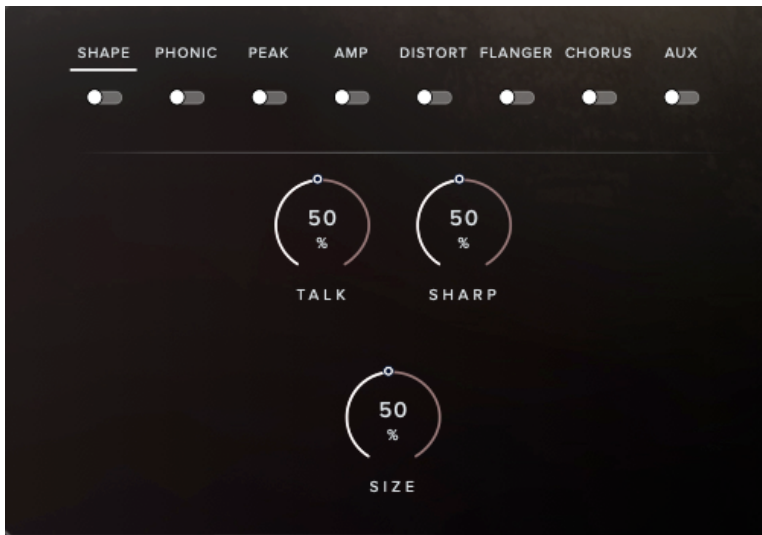 SHAPE PHONIC PEAK AMP DISTORT FLANGER CHORUS AUX
50 50
% %
TALK SHARP
50
%
SIZE